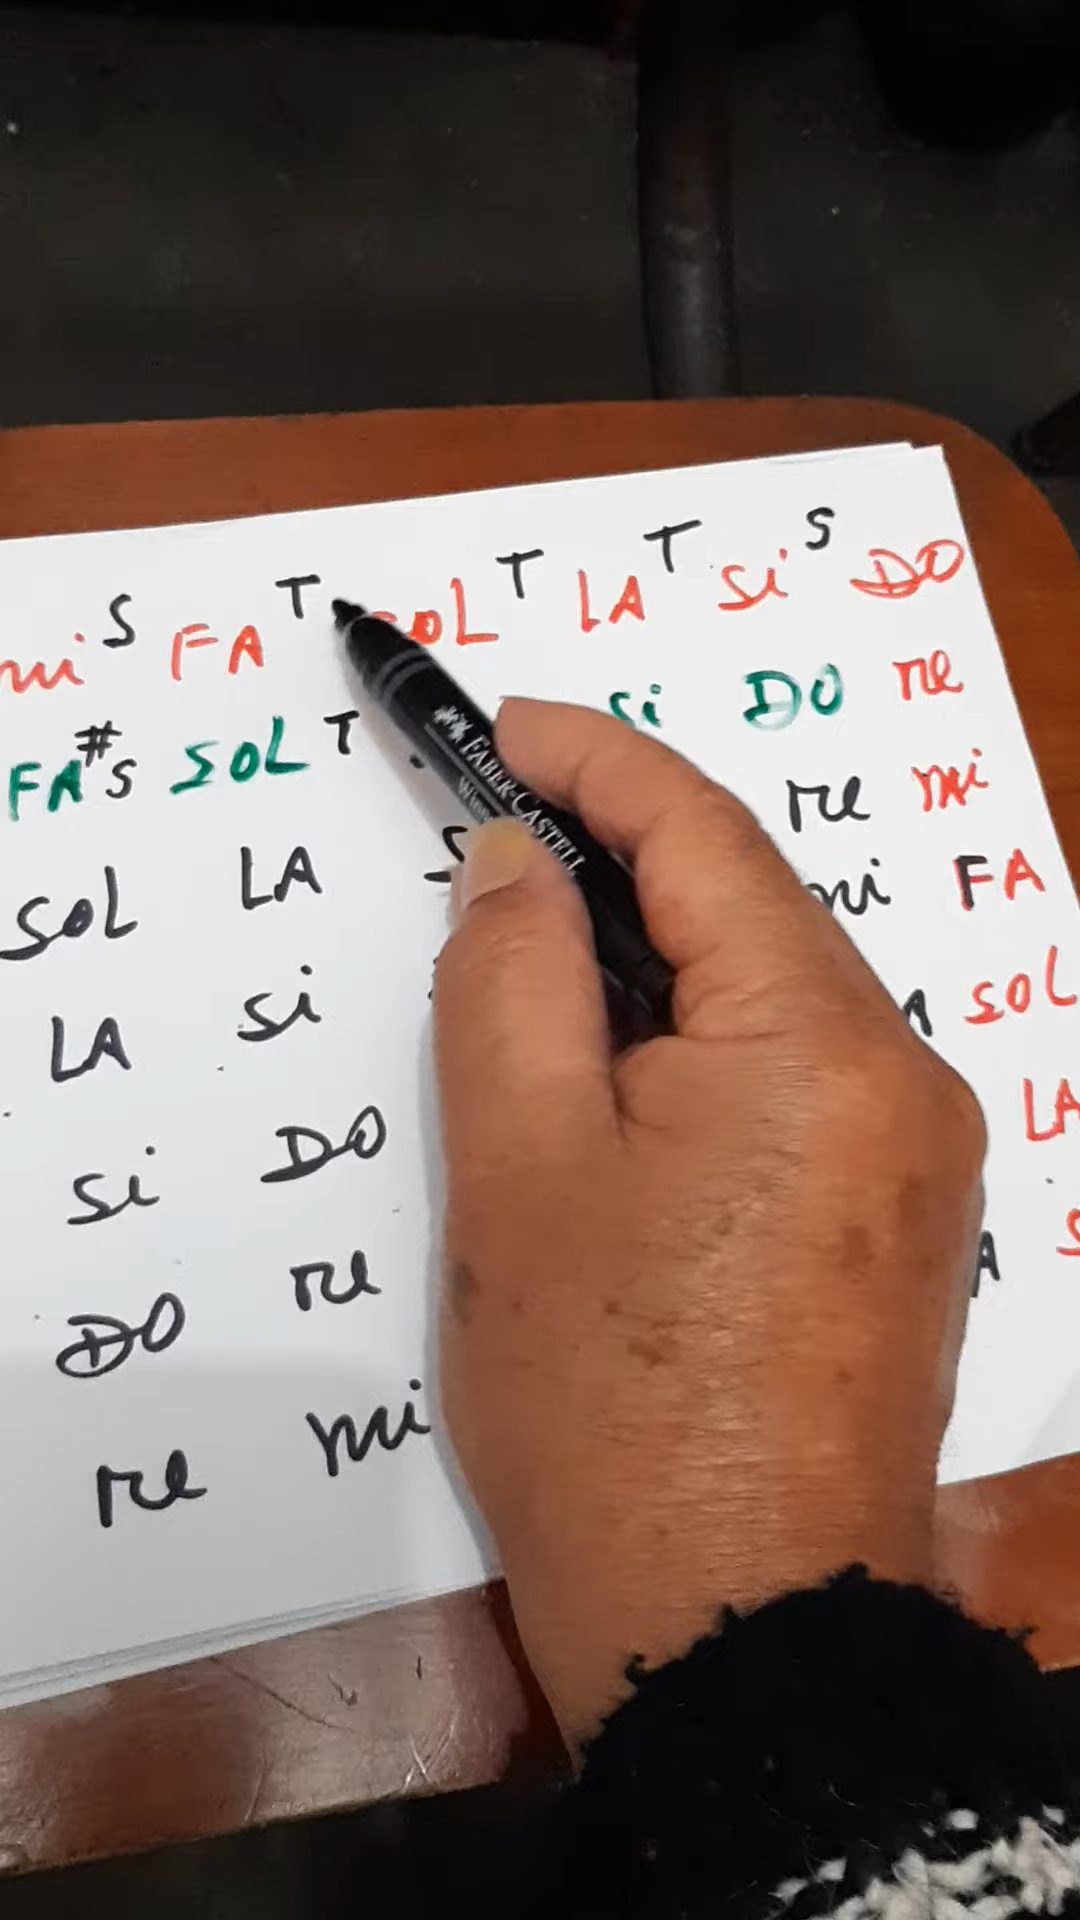 mi S FA T SOL T LA T Si S DO
FA# S SOL T Si DO re
FABER-CASTELL
SOL LA re mi
LA Si mi FA
Si DO A SOL
DO re LA
re mi A S